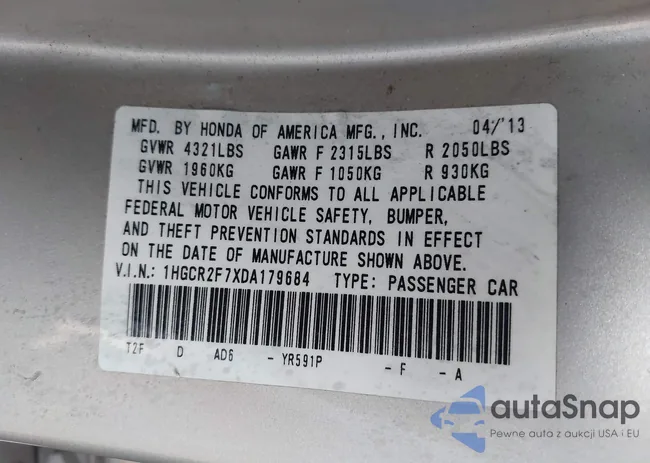 MFD. BY HONDA OF AMERICA MFG., INC. 04/'13
GVWR 4321LBS GAWR F 2315LBS R 2050LBS
GVWR 1960KG GAWR F 1050KG R 930KG
THIS VEHICLE CONFORMS TO ALL APPLICABLE
FEDERAL MOTOR VEHICLE SAFETY, BUMPER,
AND THEFT PREVENTION STANDARDS IN EFFECT
ON THE DATE OF MANUFACTURE SHOWN ABOVE.
V.I.N.: 1HGCR2F7XDA179684 TYPE: PASSENGER CAR
T2F D AD6 - YR591P - F - A
autaSnap
Pewne auta z aukcji USA i EU